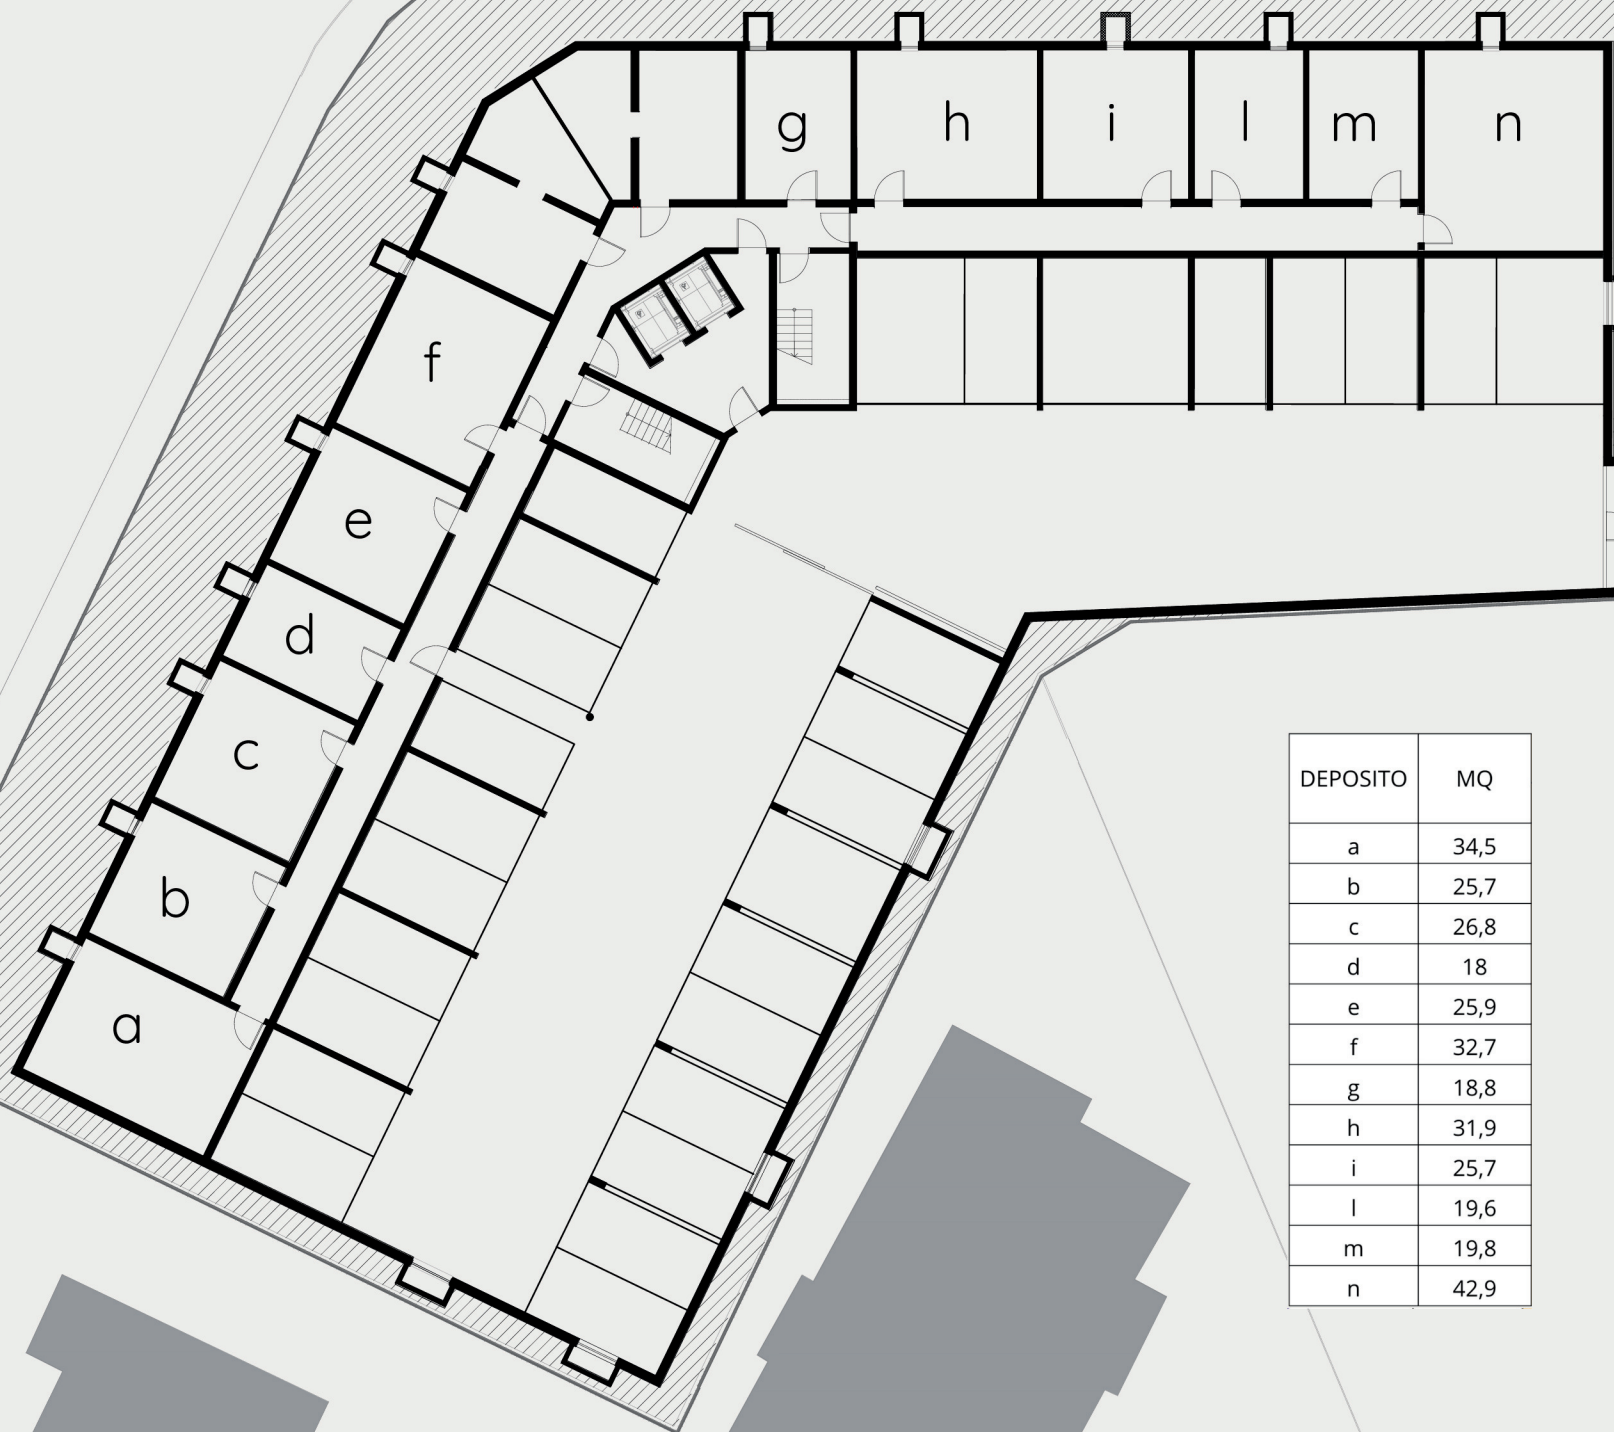 g h i l m n
f
e
d
c
b
a
DEPOSITO MQ
a 34,5
b 25,7
c 26,8
d 18
e 25,9
f 32,7
g 18,8
h 31,9
i 25,7
l 19,6
m 19,8
n 42,9